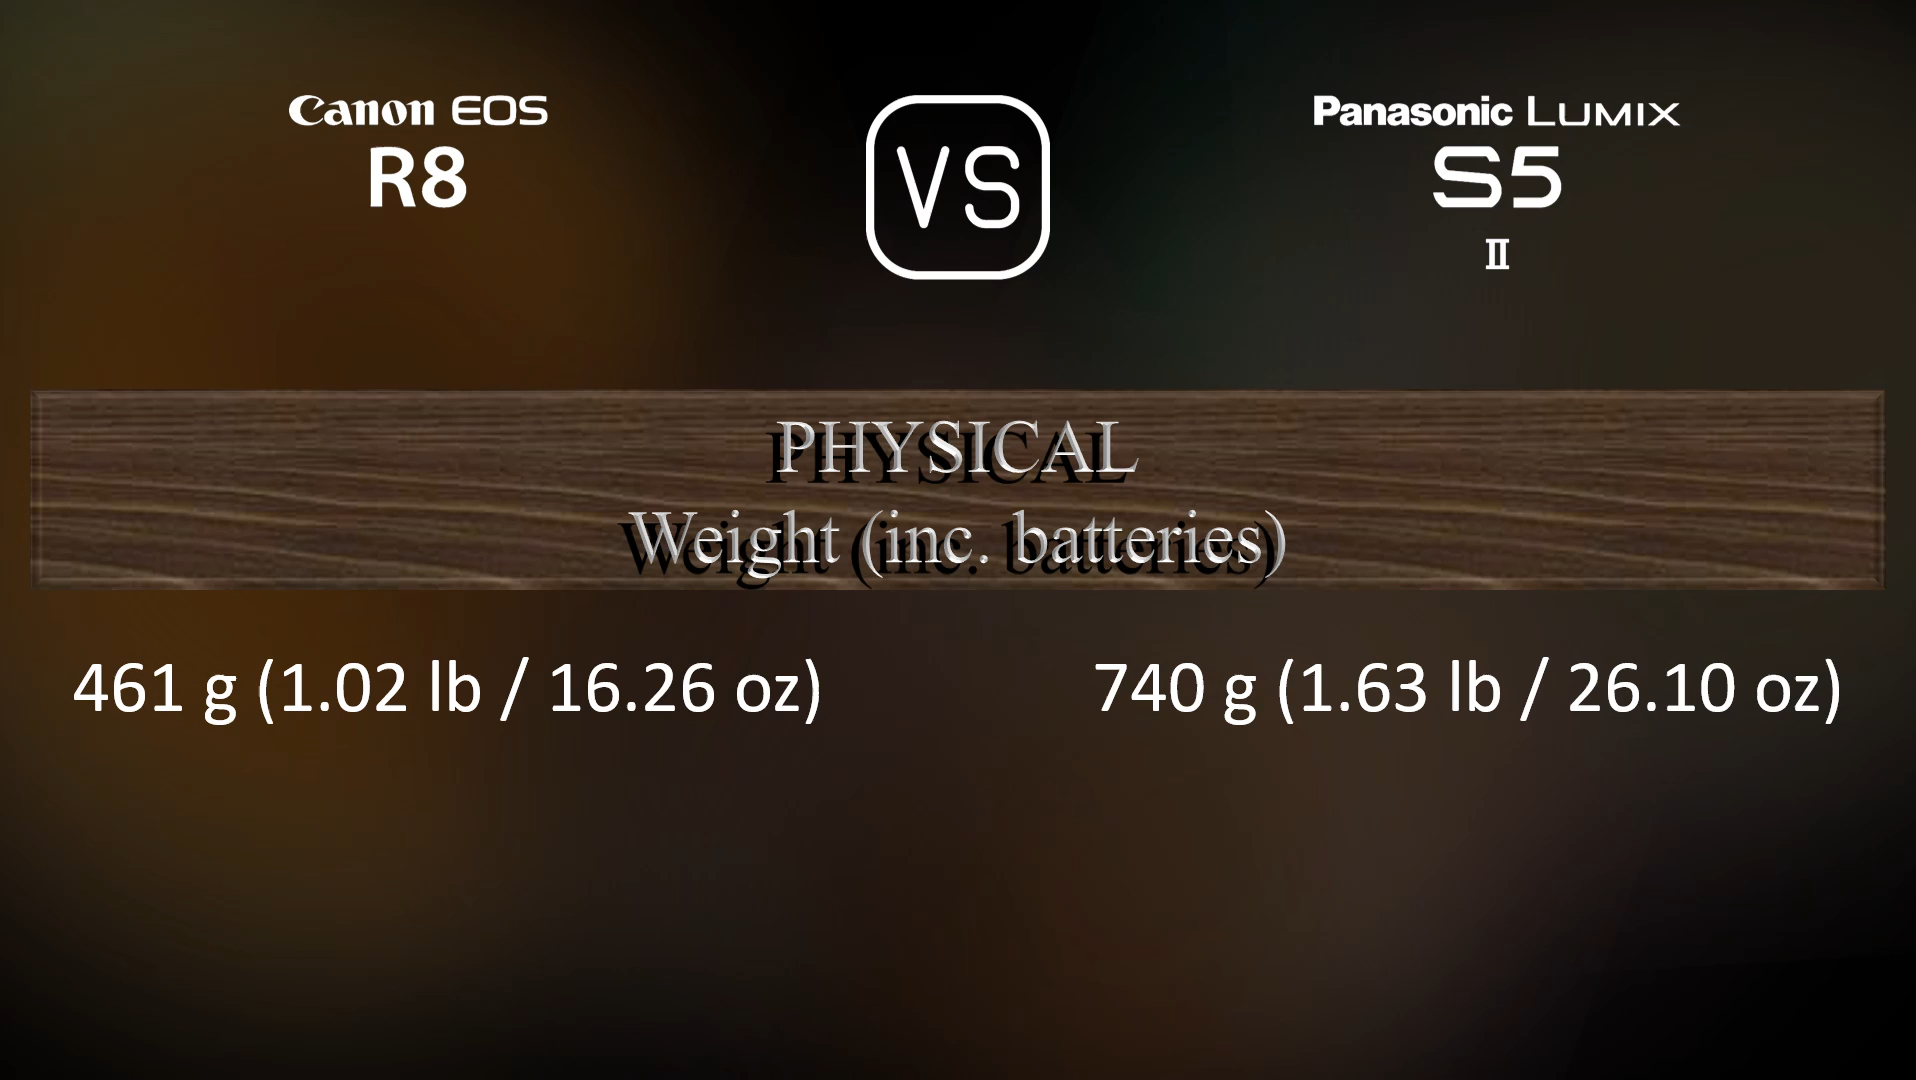 Canon EOS
R8
VS
Panasonic LUMIX
S5
II
PHYSICAL
Weight (inc. batteries)
461 g (1.02 lb / 16.26 oz)
740 g (1.63 lb / 26.10 oz)